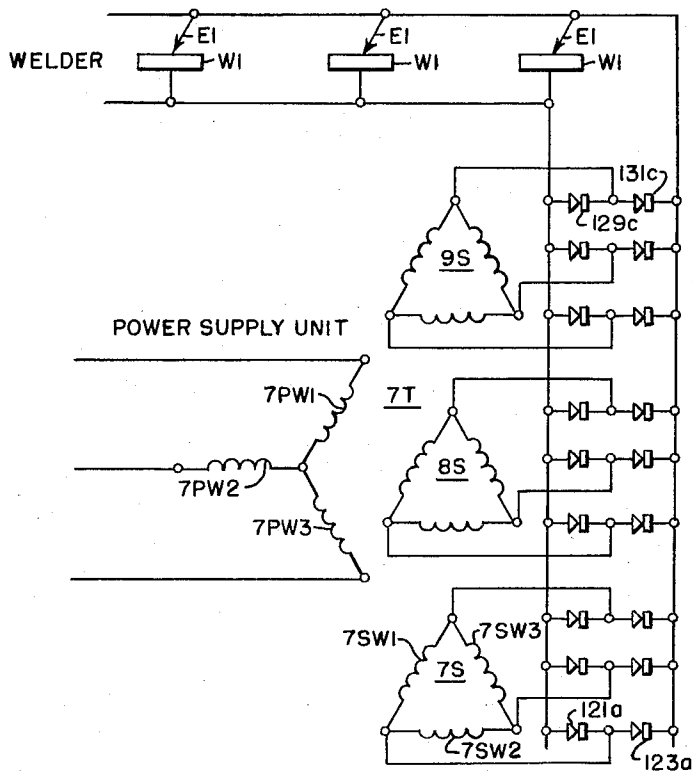 E1
E1
E1
WELDER
W1
W1
W1
131c
129c
9S
POWER SUPPLY UNIT
7PW1
7T
7PW2
8S
7PW3
7SW1
7SW3
7S
121a
7SW2
123a